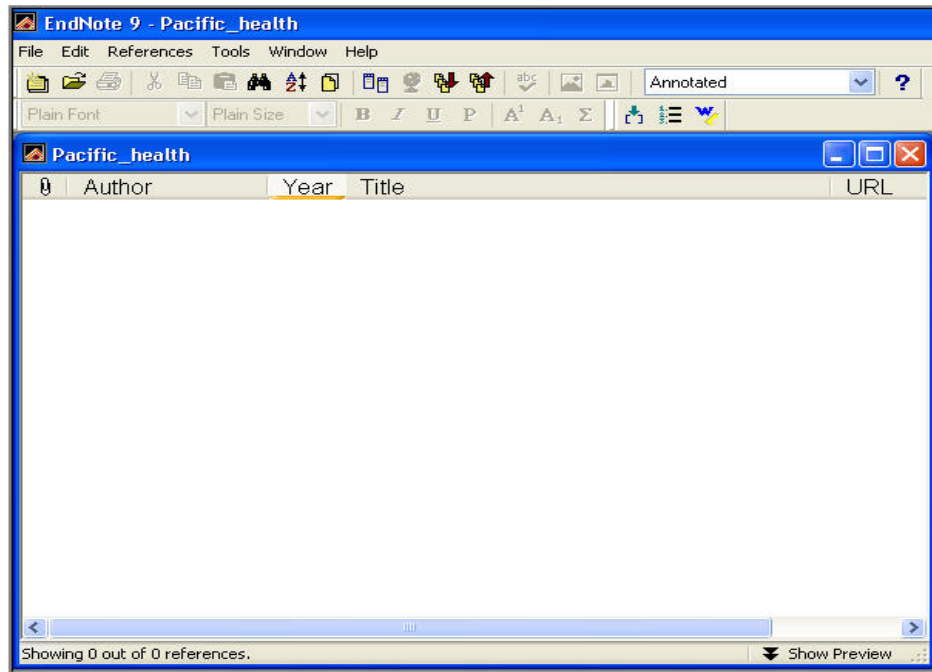 EndNote 9 - Pacific_health
File Edit References Tools Window Help
abc Annotated ?
Plain Font Plain Size B I U P A¹ A₁ Σ
Pacific_health
Author Year Title URL
Showing 0 out of 0 references. Show Preview